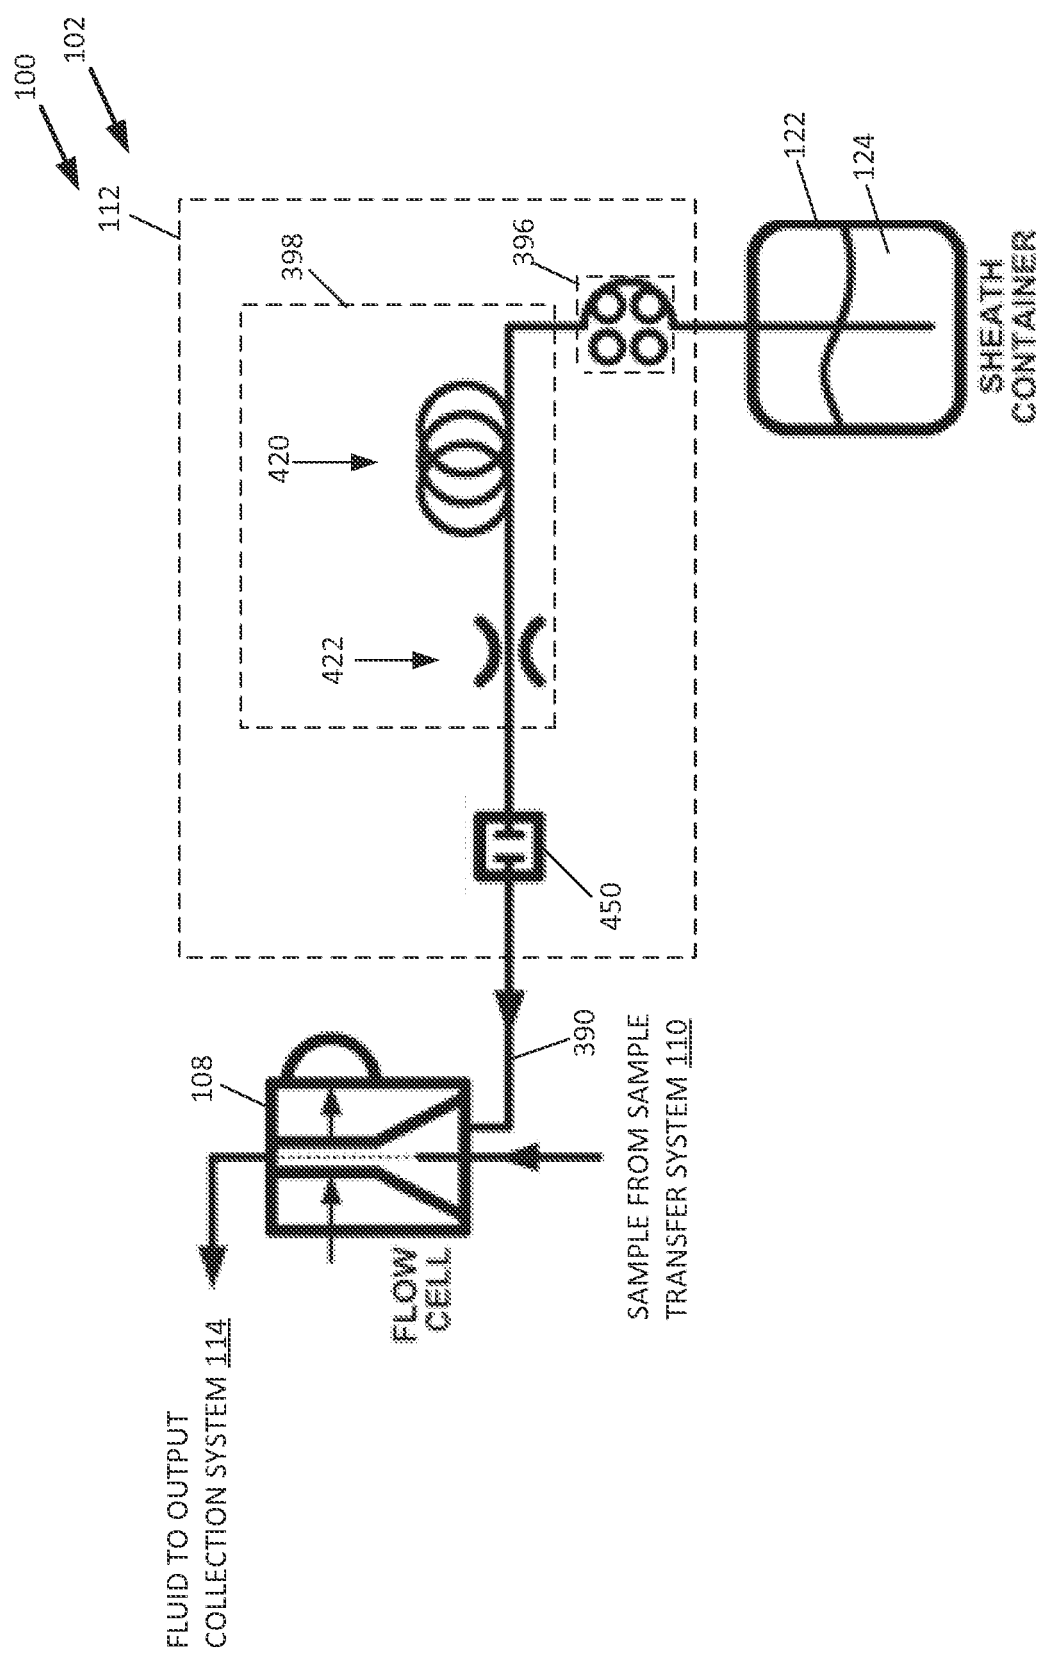 100
102
112
398
396
420
422
450
122
124
SHEATH
CONTAINER
108
390
FLOW
CELL
SAMPLE FROM SAMPLE
TRANSFER SYSTEM 110
FLUID TO OUTPUT
COLLECTION SYSTEM 114